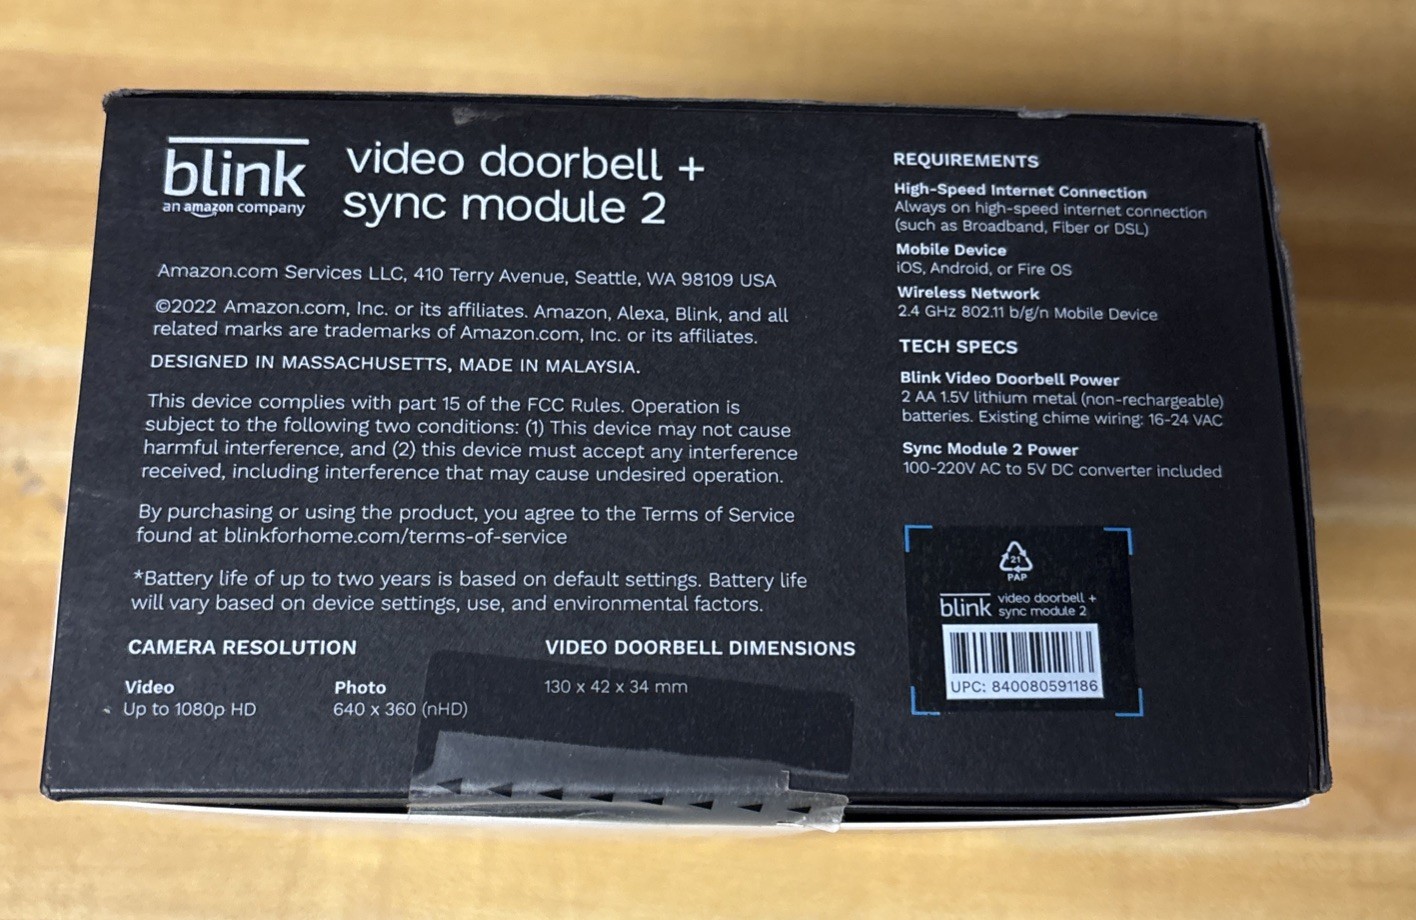 blink
an amazon company
video doorbell +
sync module 2
Amazon.com Services LLC, 410 Terry Avenue, Seattle, WA 98109 USA
©2022 Amazon.com, Inc. or its affiliates. Amazon, Alexa, Blink, and all
related marks are trademarks of Amazon.com, Inc. or its affiliates.
DESIGNED IN MASSACHUSETTS, MADE IN MALAYSIA.
This device complies with part 15 of the FCC Rules. Operation is
subject to the following two conditions: (1) This device may not cause
harmful interference, and (2) this device must accept any interference
received, including interference that may cause undesired operation.
By purchasing or using the product, you agree to the Terms of Service
found at blinkforhome.com/terms-of-service
*Battery life of up to two years is based on default settings. Battery life
will vary based on device settings, use, and environmental factors.
CAMERA RESOLUTION
Video
Up to 1080p HD
Photo
640 x 360 (nHD)
VIDEO DOORBELL DIMENSIONS
130 x 42 x 34 mm
REQUIREMENTS
High-Speed Internet Connection
Always on high-speed internet connection
(such as Broadband, Fiber or DSL)
Mobile Device
iOS, Android, or Fire OS
Wireless Network
2.4 GHz 802.11 b/g/n Mobile Device
TECH SPECS
Blink Video Doorbell Power
2 AA 1.5V lithium metal (non-rechargeable)
batteries. Existing chime wiring: 16-24 VAC
Sync Module 2 Power
100-220V AC to 5V DC converter included
21
PAP
blink
video doorbell +
sync module 2
UPC: 840080591186